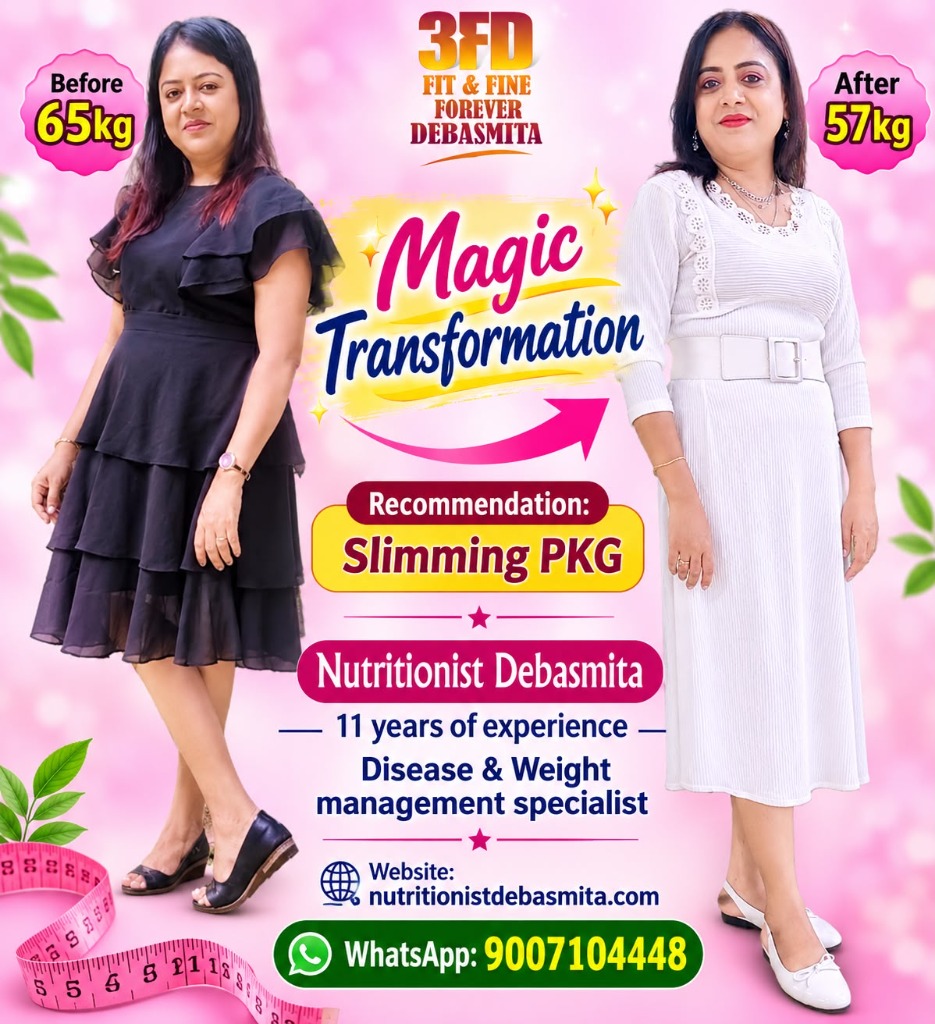 3FD
FIT & FINE
FOREVER
DEBASMITA
Before
65kg
After
57kg
Magic
Transformation
Recommendation:
Slimming PKG
Nutritionist Debasmita
11 years of experience
Disease & Weight
management specialist
Website:
nutritionistdebasmita.com
WhatsApp: 9007104448